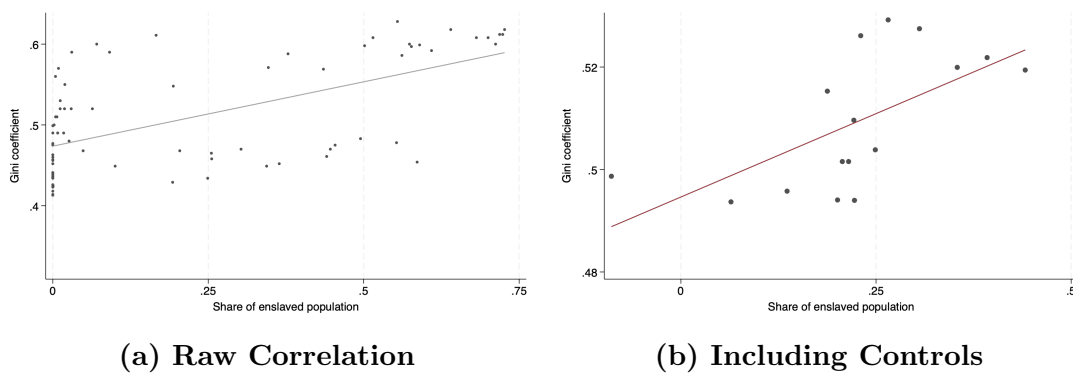 .6
.5
.4
Gini coefficient
0
.25
.5
.75
Share of enslaved population
(a) Raw Correlation
.52
.5
.48
Gini coefficient
0
.25
.5
Share of enslaved population
(b) Including Controls